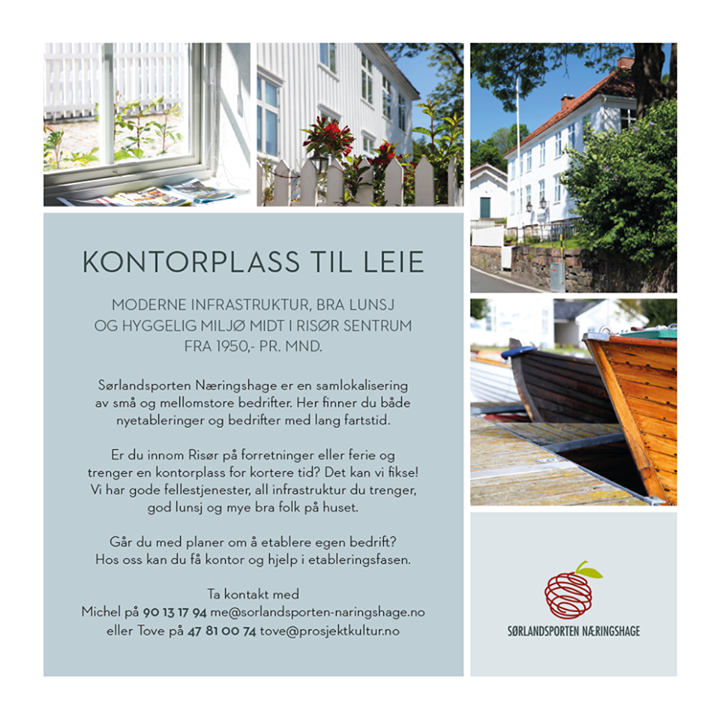 KONTORPLASS TIL LEIE
MODERNE INFRASTRUKTUR, BRA LUNSJ
OG HYGGELIG MILJØ MIDT I RISØR SENTRUM
FRA 1950,- PR. MND.
Sørlandsporten Næringshage er en samlokalisering
av små og mellomstore bedrifter. Her finner du både
nyetableringer og bedrifter med lang fartstid.
Er du innom Risør på forretninger eller ferie og
trenger en kontorplass for kortere tid? Det kan vi fikse!
Vi har gode fellestjenester, all infrastruktur du trenger,
god lunsj og mye bra folk på huset.
Går du med planer om å etablere egen bedrift?
Hos oss kan du få kontor og hjelp i etableringsfasen.
Ta kontakt med
Michel på 90 13 17 94 me@sorlandsporten-naringshage.no
eller Tove på 47 81 00 74 tove@prosjektkultur.no
SØRLANDSPORTEN NÆRINGSHAGE